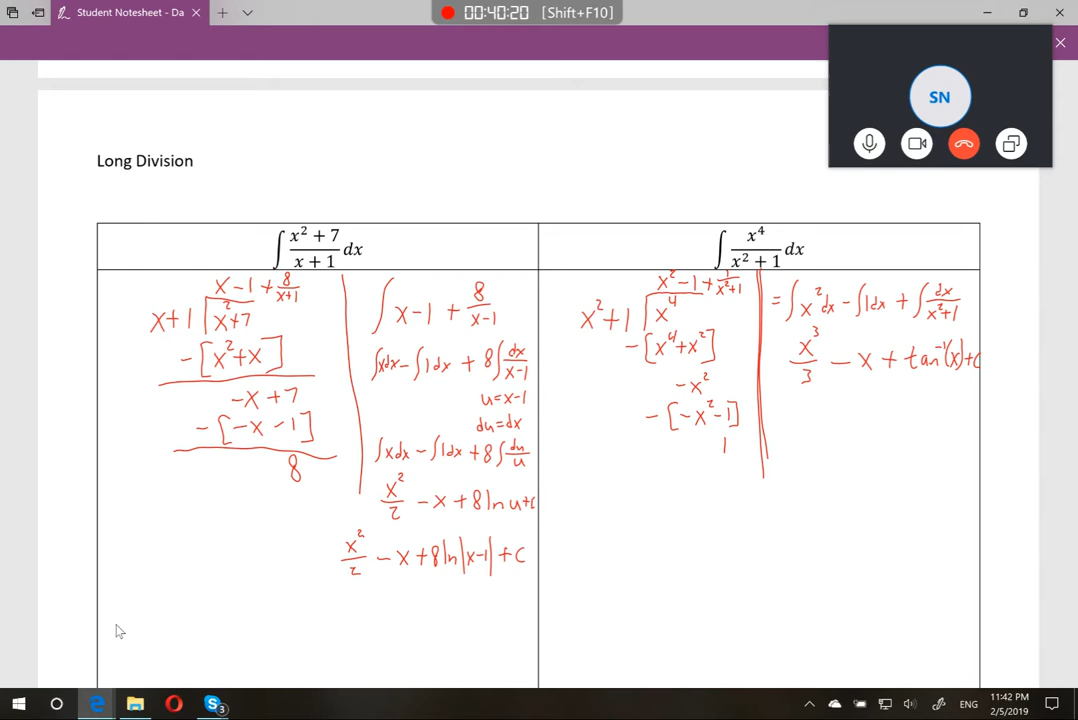 Student Notesheet - Da
00:40:20 [Shift+F10]
SN
Long Division
∫ (x² + 7)/(x + 1) dx
x-1 + 8/(x+1)
x+1 | x²+7
-[x²+x]
-x+7
-[-x-1]
8
∫ x-1 + 8/(x-1)
∫xdx - ∫1dx + 8∫dx/(x-1)
u=x-1
du=dx
∫xdx - ∫1dx + 8∫du/u
x²/2 - x + 8ln u+c
x²/2 - x + 8ln|x-1| + C
∫ x⁴/(x² + 1) dx
x²-1 + 1/(x²+1)
x²+1 | x⁴
-[x⁴+x²]
-x²
-[-x²-1]
1
= ∫x²dx - ∫1dx + ∫dx/(x²+1)
x³/3 - x + tan⁻¹(x)+C
3
ENG
11:42 PM
2/5/2019